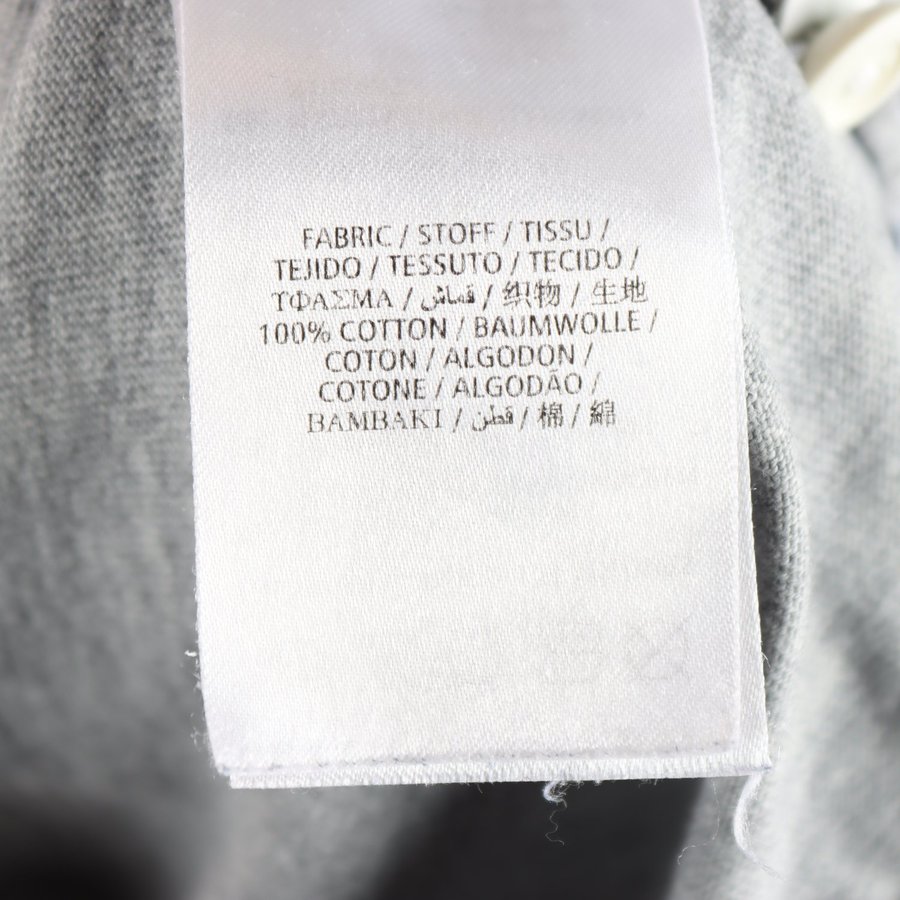 FABRIC / STOFF / TISSU /
TEJIDO / TESSUTO / TECIDO /
ΥΦΑΣΜΑ / قماش / 织物 / 生地
100% COTTON / BAUMWOLLE /
COTON / ALGODON /
COTONE / ALGODÃO /
BAMBAKI / قطن / 棉 / 綿